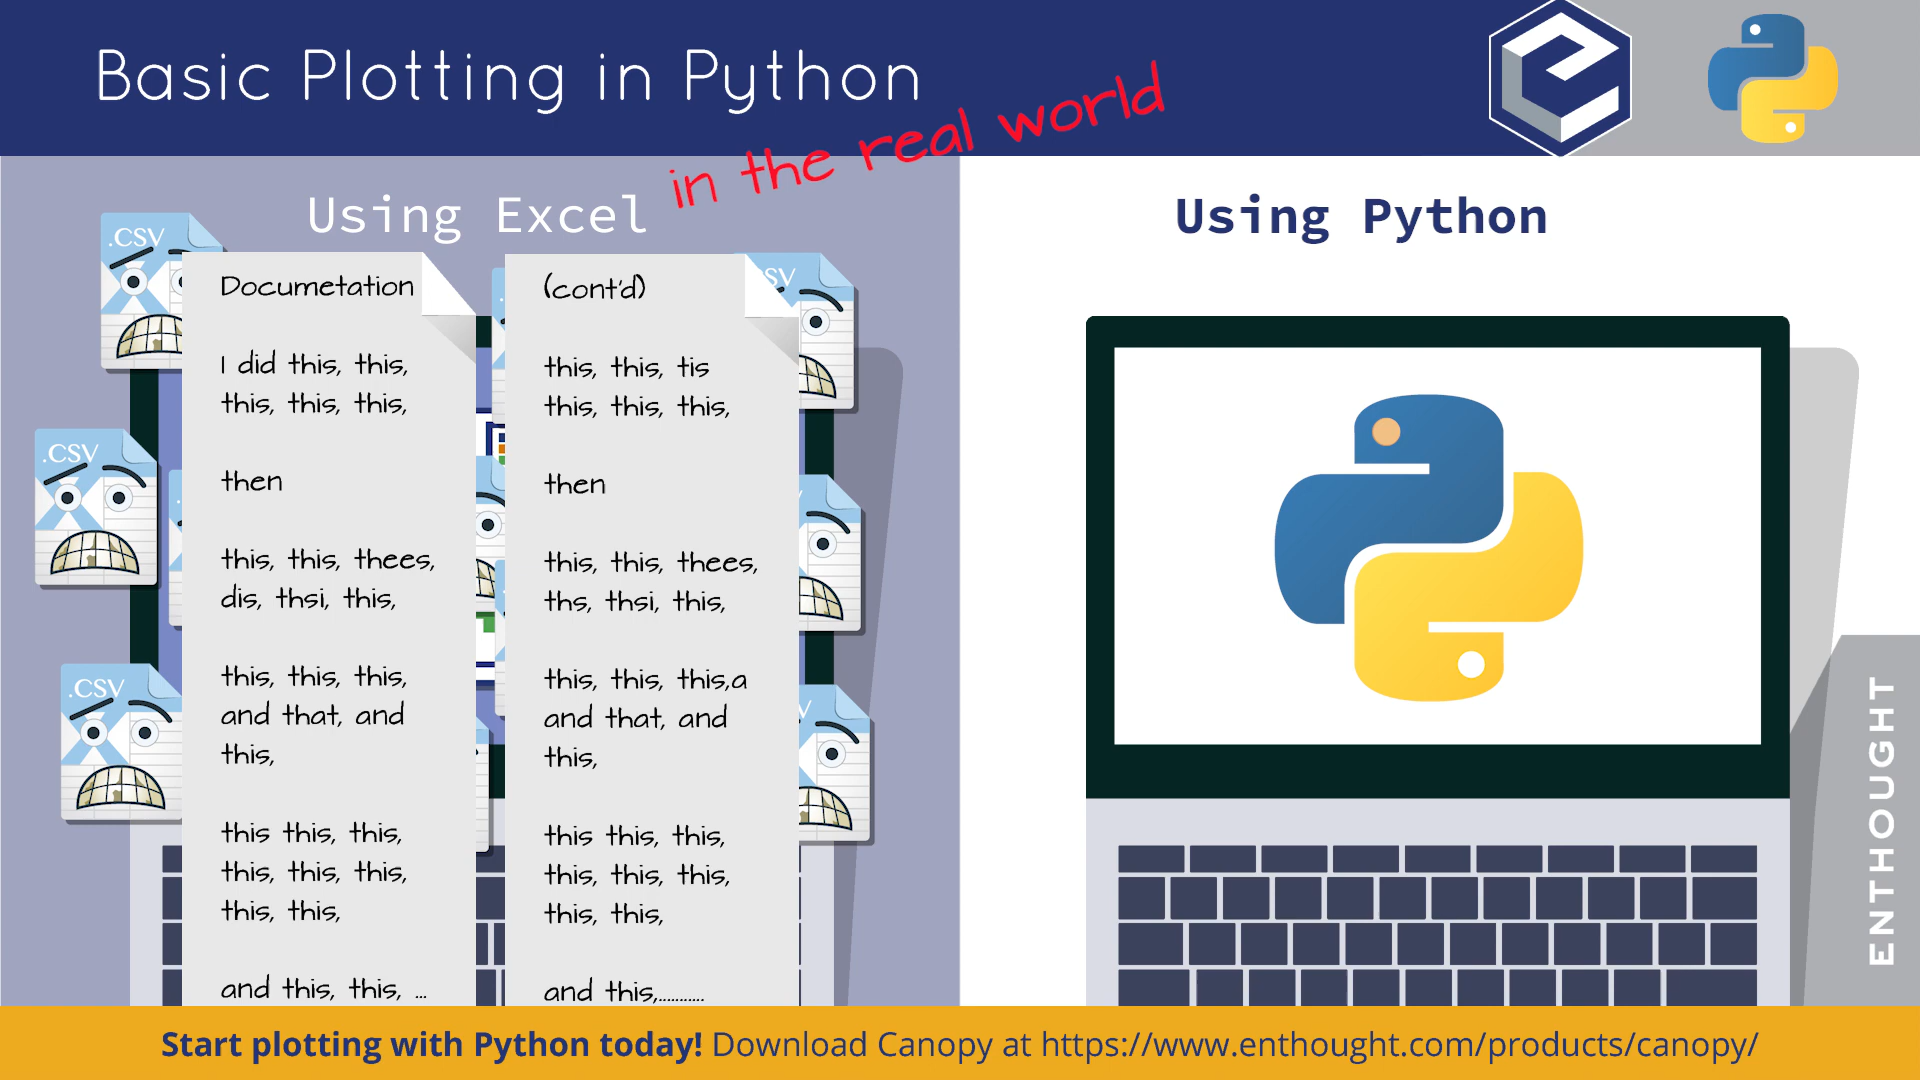 Basic Plotting in Python
in the real world
Using Excel
Using Python
.CSV
.CSV
.CSV
Documetation
I did this, this,
this, this, this,
then
this, this, thees,
dis, thsi, this,
this, this, this,
and that, and
this,
this this, this,
this, this, this,
this, this,
and this, this, ...
(cont'd)
this, this, tis
this, this, this,
then
this, this, thees,
ths, thsi, this,
this, this, this,a
and that, and
this,
this this, this,
this, this, this,
this, this,
and this,...........
SV
V
ENTHOUGHT
Start plotting with Python today! Download Canopy at https://www.enthought.com/products/canopy/